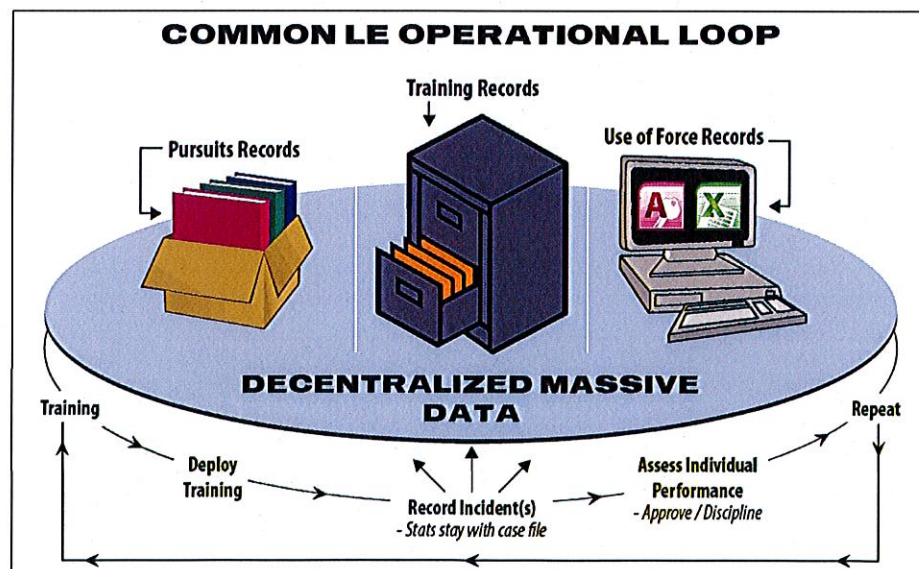 COMMON LE OPERATIONAL LOOP
Training Records
Pursuits Records
Use of Force Records
A X
DECENTRALIZED MASSIVE
DATA
Training
Repeat
Deploy
Training
Assess Individual
Performance
- Approve / Discipline
Record Incident(s)
- Stats stay with case file